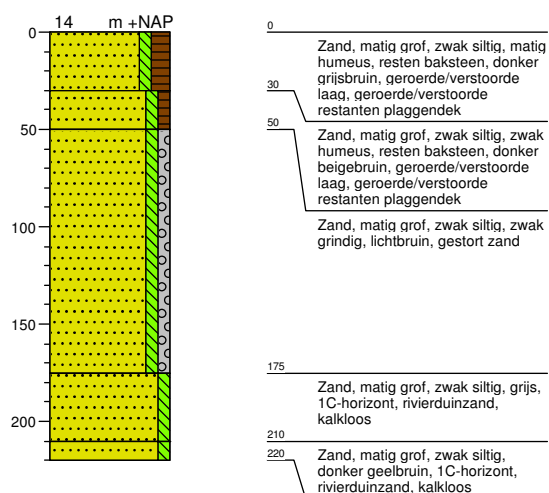 14 m +NAP
0
50
100
150
200
0
Zand, matig grof, zwak siltig, matig
humeus, resten baksteen, donker
grijsbruin, geroerde/verstoorde
laag, geroerde/verstoorde
restanten plaggendek
30
50
Zand, matig grof, zwak siltig, zwak
humeus, resten baksteen, donker
beigebruin, geroerde/verstoorde
laag, geroerde/verstoorde
restanten plaggendek
Zand, matig grof, zwak siltig, zwak
grindig, lichtbruin, gestort zand
175
Zand, matig grof, zwak siltig, grijs,
1C-horizont, rivierduinzand,
kalkloos
210
220
Zand, matig grof, zwak siltig,
donker geelbruin, 1C-horizont,
rivierduinzand, kalkloos